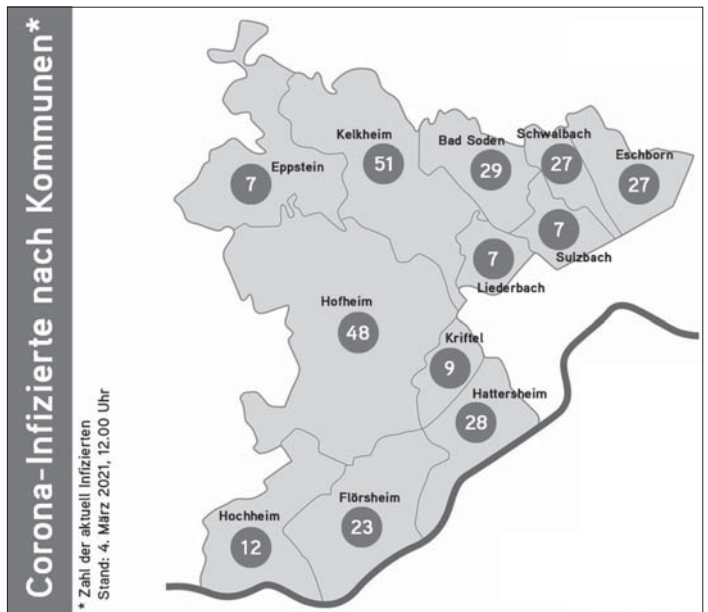 Corona-Infizierte nach Kommunen*
* Zahl der aktuell Infizierten
Stand: 4. März 2021, 12.00 Uhr
Kelkheim
51
Bad Soden
29
Schwalbach
27
Eschborn
27
Eppstein
7
7
Sulzbach
7
Liederbach
Hofheim
48
Kriftel
9
Hattersheim
28
Flörsheim
23
Hochheim
12